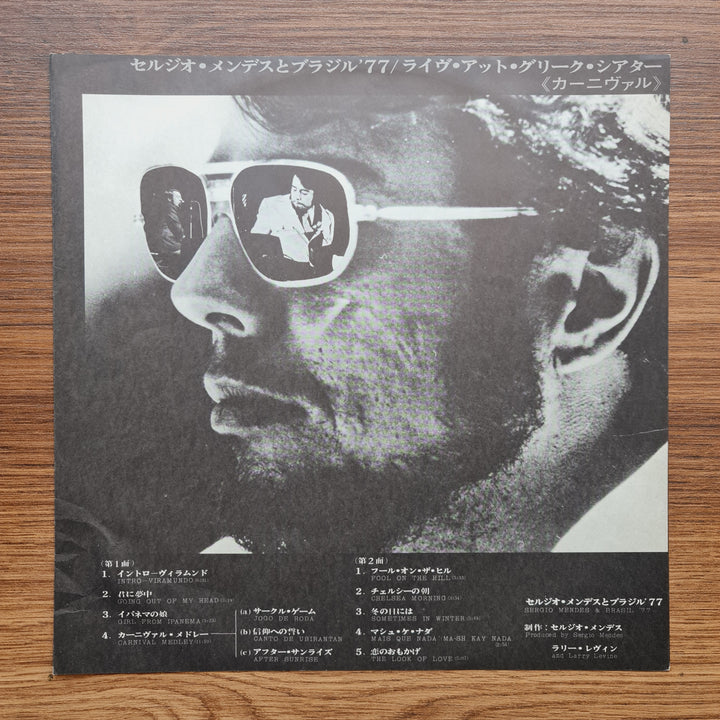 セルジオ・メンデスとブラジル'77/ライヴ・アット・グリーク・シアター
《カーニヴァル》
(第1面)
1. イントローヴィラムンド
INTRO-VIRAMUNDO
2. 君に夢中
GOING OUT OF MY HEAD
3. イパネマの娘
GIRL FROM IPANEMA
4. カーニヴァル・メドレー
CARNIVAL MEDLEY
(a) サークル・ゲーム
JOGO DE RODA
(b) 信仰への誓い
CANTO DE UBIRANTAN
(c) アフター・サンライズ
AFTER SUNRISE
(第2面)
1. フール・オン・ザ・ヒル
FOOL ON THE HILL
2. チェルシーの朝
CHELSEA MORNING
3. 冬の日には
SOMETIMES IN WINTER
4. マシュ・ケ・ナダ
MAIS QUE NADA (MA-SH KAY NADA)
5. 恋のおもかげ
THE LOOK OF LOVE
セルジオ・メンデスとブラジル'77
SERGIO MENDES & BRASIL '77
制作：セルジオ・メンデス
Produced by Sergio Mendes
ラリー・レヴィン
and Larry Levine